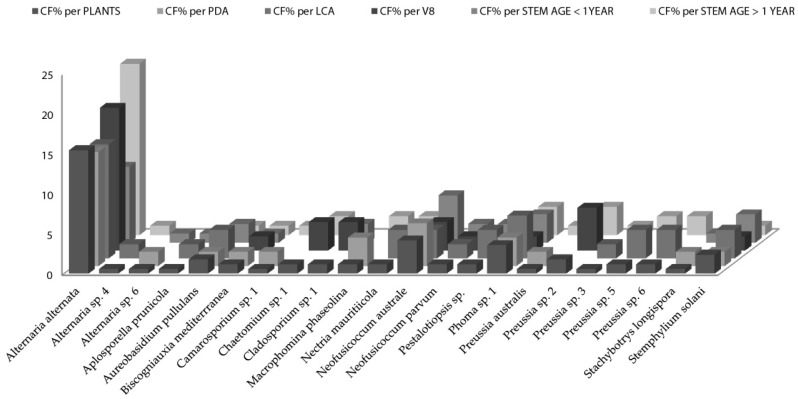 CF% per PLANTS CF% per PDA CF% per LCA CF% per V8 CF% per STEM AGE < 1YEAR CF% per STEM AGE > 1 YEAR
25
20
15
10
5
0
Alternaria alternata
Alternaria sp. 4
Alternaria sp. 6
Aplosporella prunicola
Aureobasidium pullulans
Biscogniauxia mediterrranea
Camarosporium sp. 1
Chaetomium sp. 1
Cladosporium sp. 1
Macrophomina phaseolina
Nectria mauritiicola
Neofusicoccum australe
Neofusicoccum parvum
Pestalotiopsis sp.
Phoma sp. 1
Preussia australis
Preussia sp. 2
Preussia sp. 3
Preussia sp. 5
Preussia sp. 6
Stachybotrys longispora
Stemphylium solani